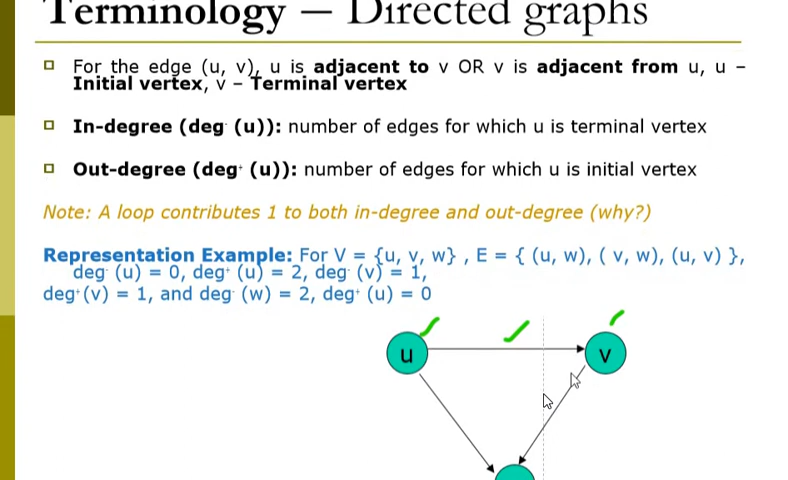 Terminology — Directed graphs
For the edge (u, v), u is adjacent to v OR v is adjacent from u, u –
Initial vertex, v – Terminal vertex
In-degree (deg⁻ (u)): number of edges for which u is terminal vertex
Out-degree (deg⁺ (u)): number of edges for which u is initial vertex
Note: A loop contributes 1 to both in-degree and out-degree (why?)
Representation Example: For V = {u, v, w} , E = { (u, w), ( v, w), (u, v) },
deg⁻ (u) = 0, deg⁺ (u) = 2, deg⁻ (v) = 1,
deg⁺(v) = 1, and deg⁻ (w) = 2, deg⁺ (u) = 0
u
v